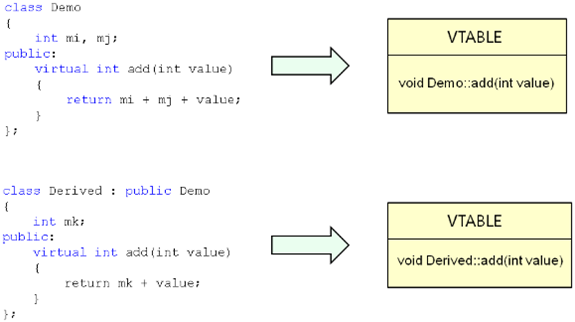 class Demo
{
    int mi, mj;
public:
    virtual int add(int value)
    {
        return mi + mj + value;
    }
};
VTABLE
void Demo::add(int value)
class Derived : public Demo
{
    int mk;
public:
    virtual int add(int value)
    {
        return mk + value;
    }
};
VTABLE
void Derived::add(int value)